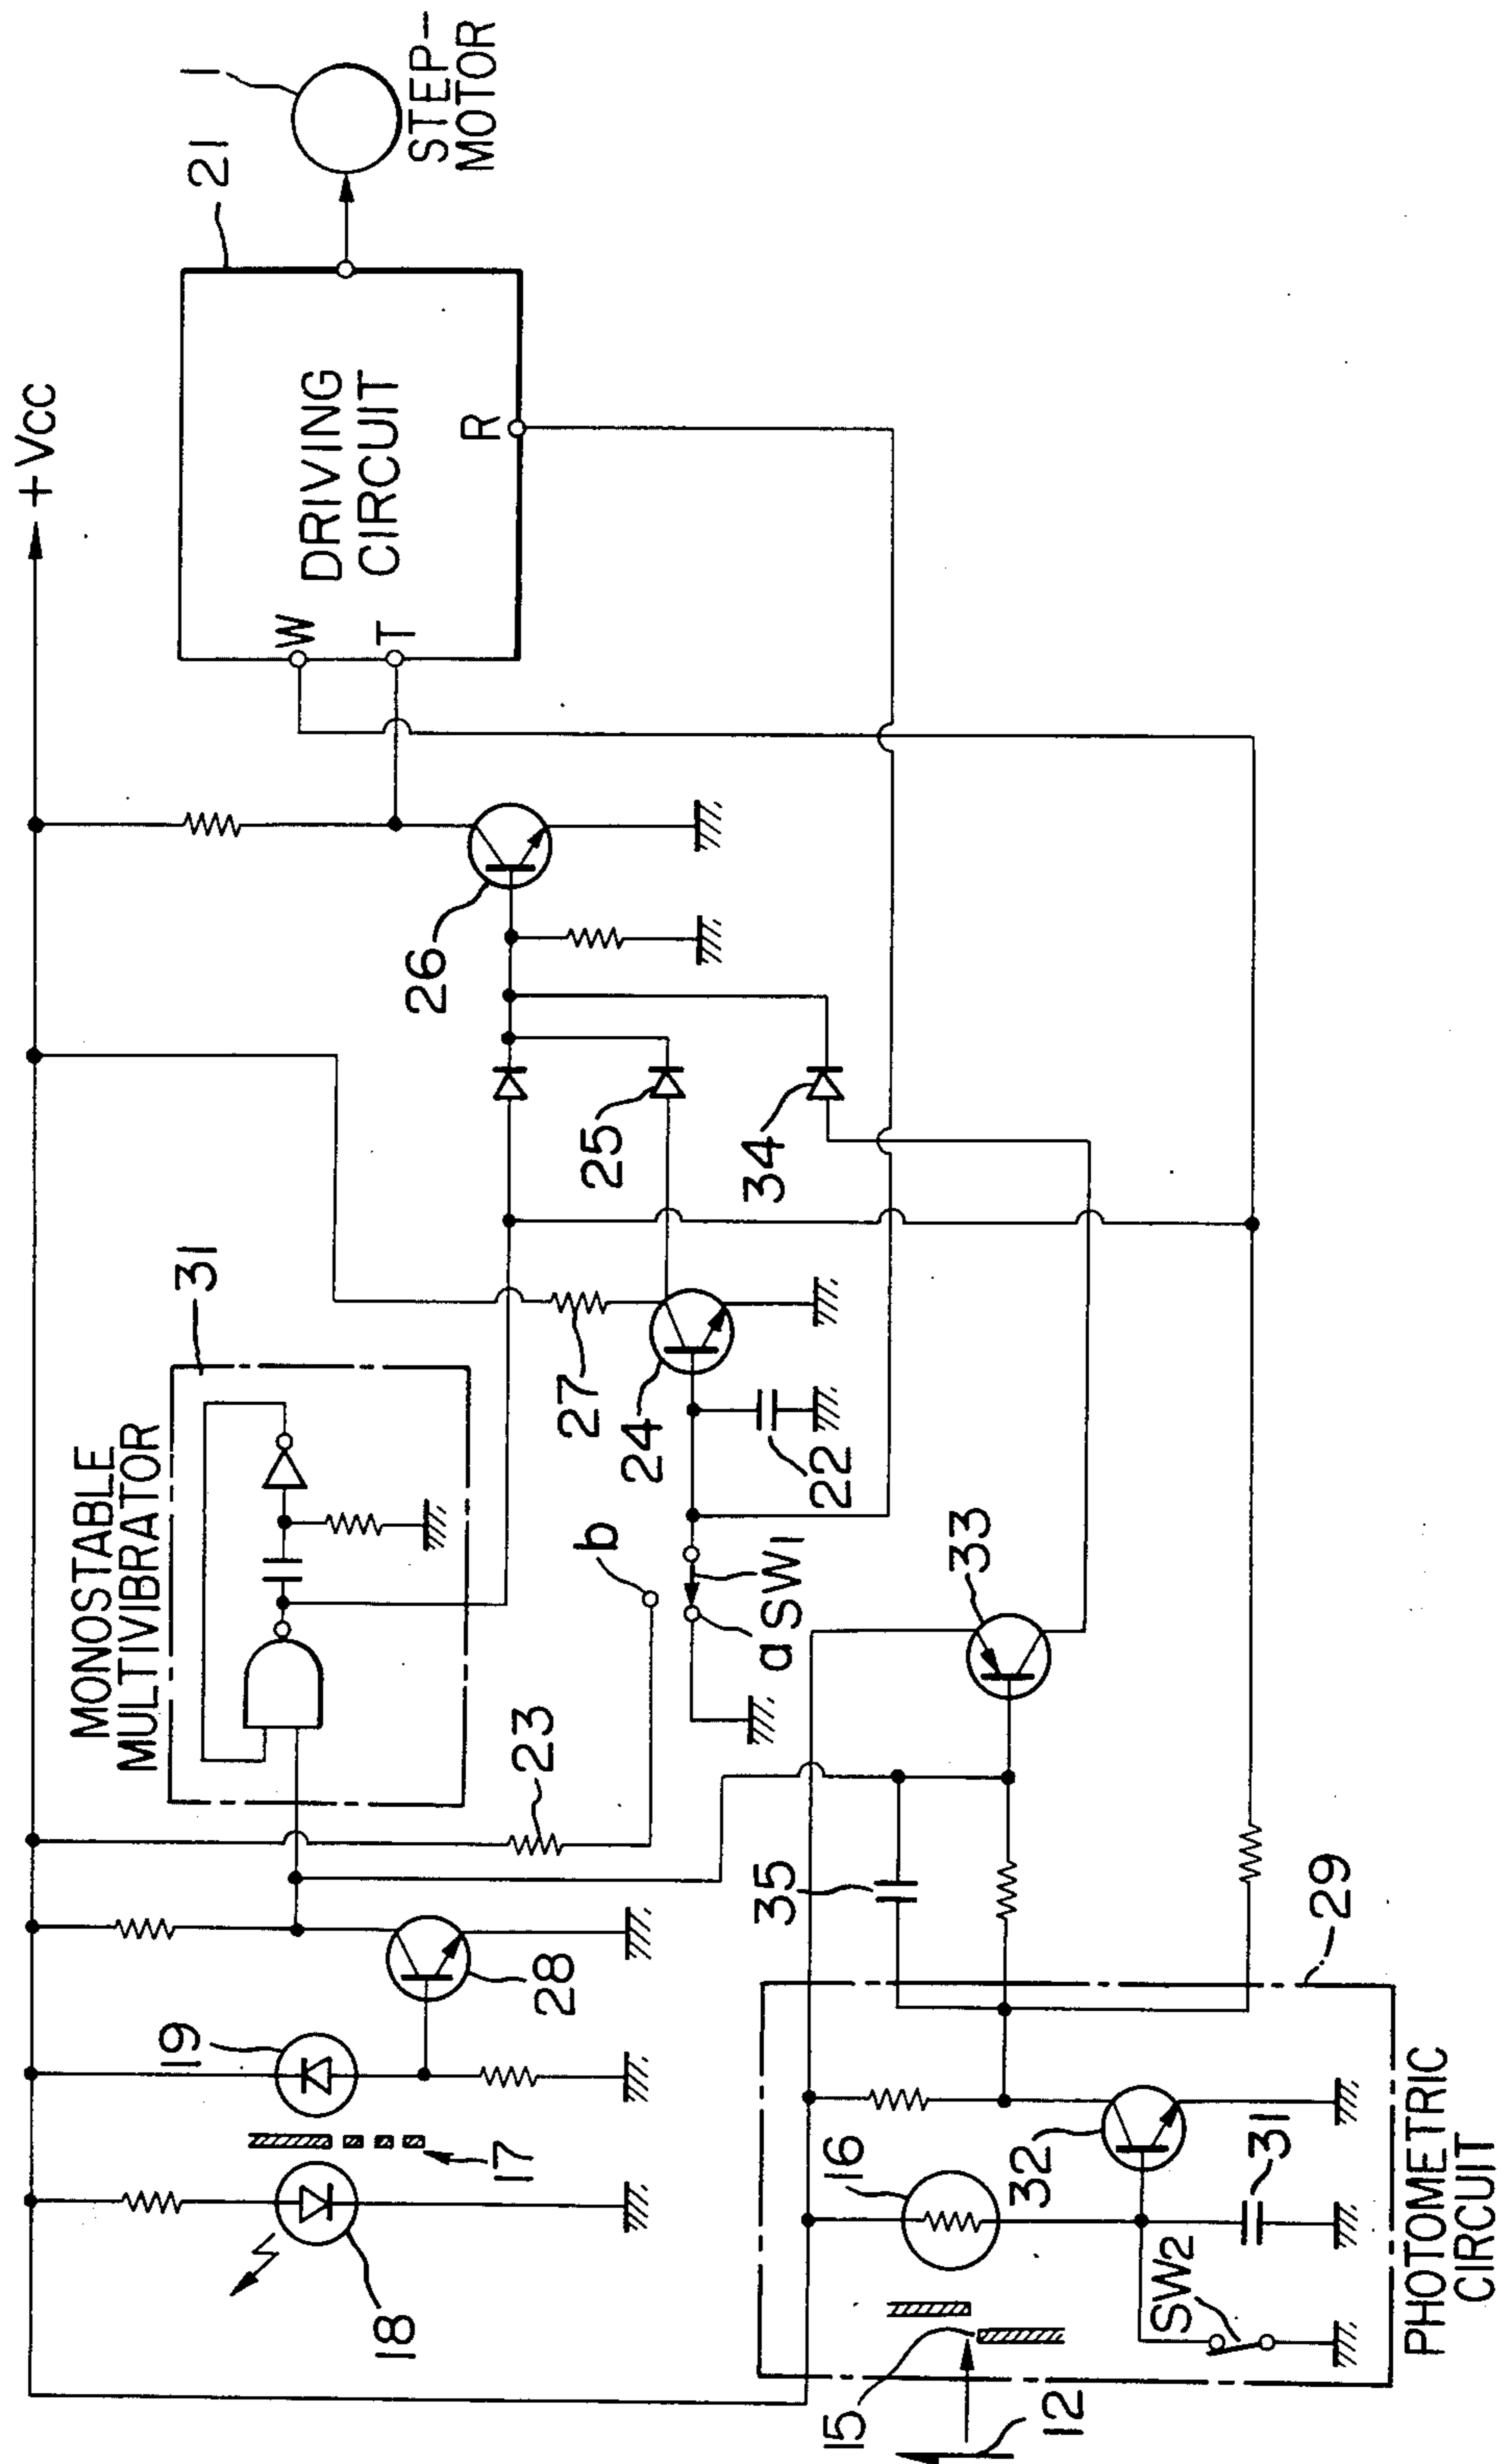 +Vcc
1
STEP-
MOTOR
21
DRIVING
CIRCUIT
W
T
R
26
25
34
MONOSTABLE
MULTIVIBRATOR
31
27
24
22
b
a SW1
23
33
19
28
35
29
17
18
16
32
31
SW2
15
12
PHOTOMETRIC
CIRCUIT